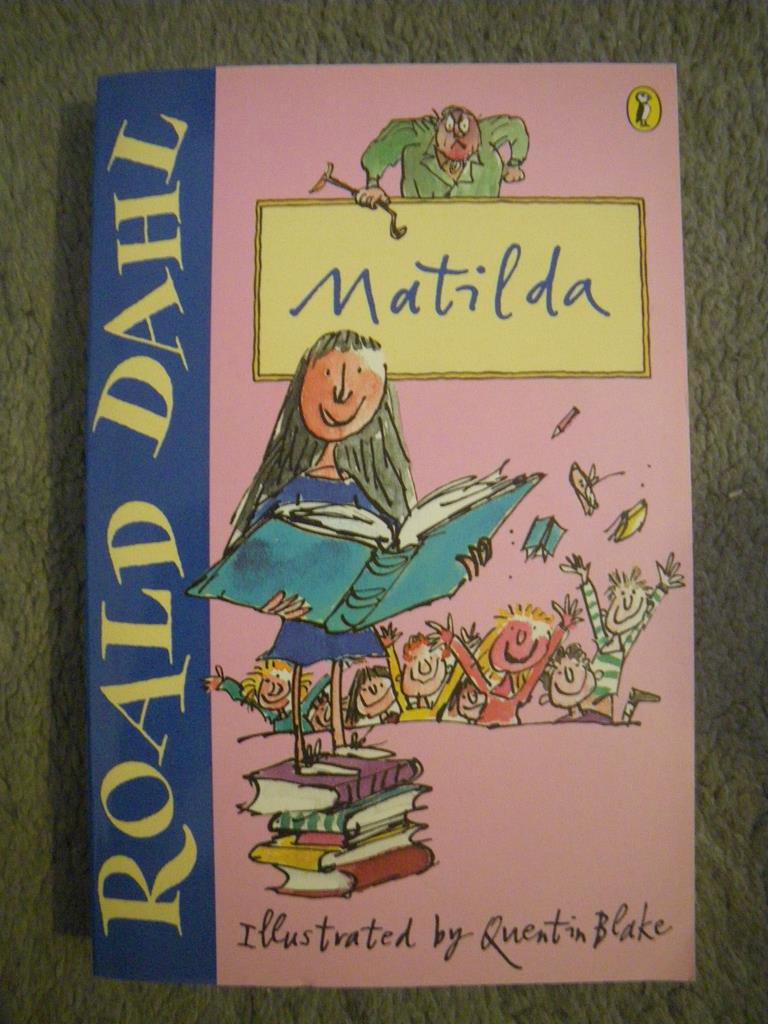 ROALD DAHL
Matilda
Illustrated by Quentin Blake